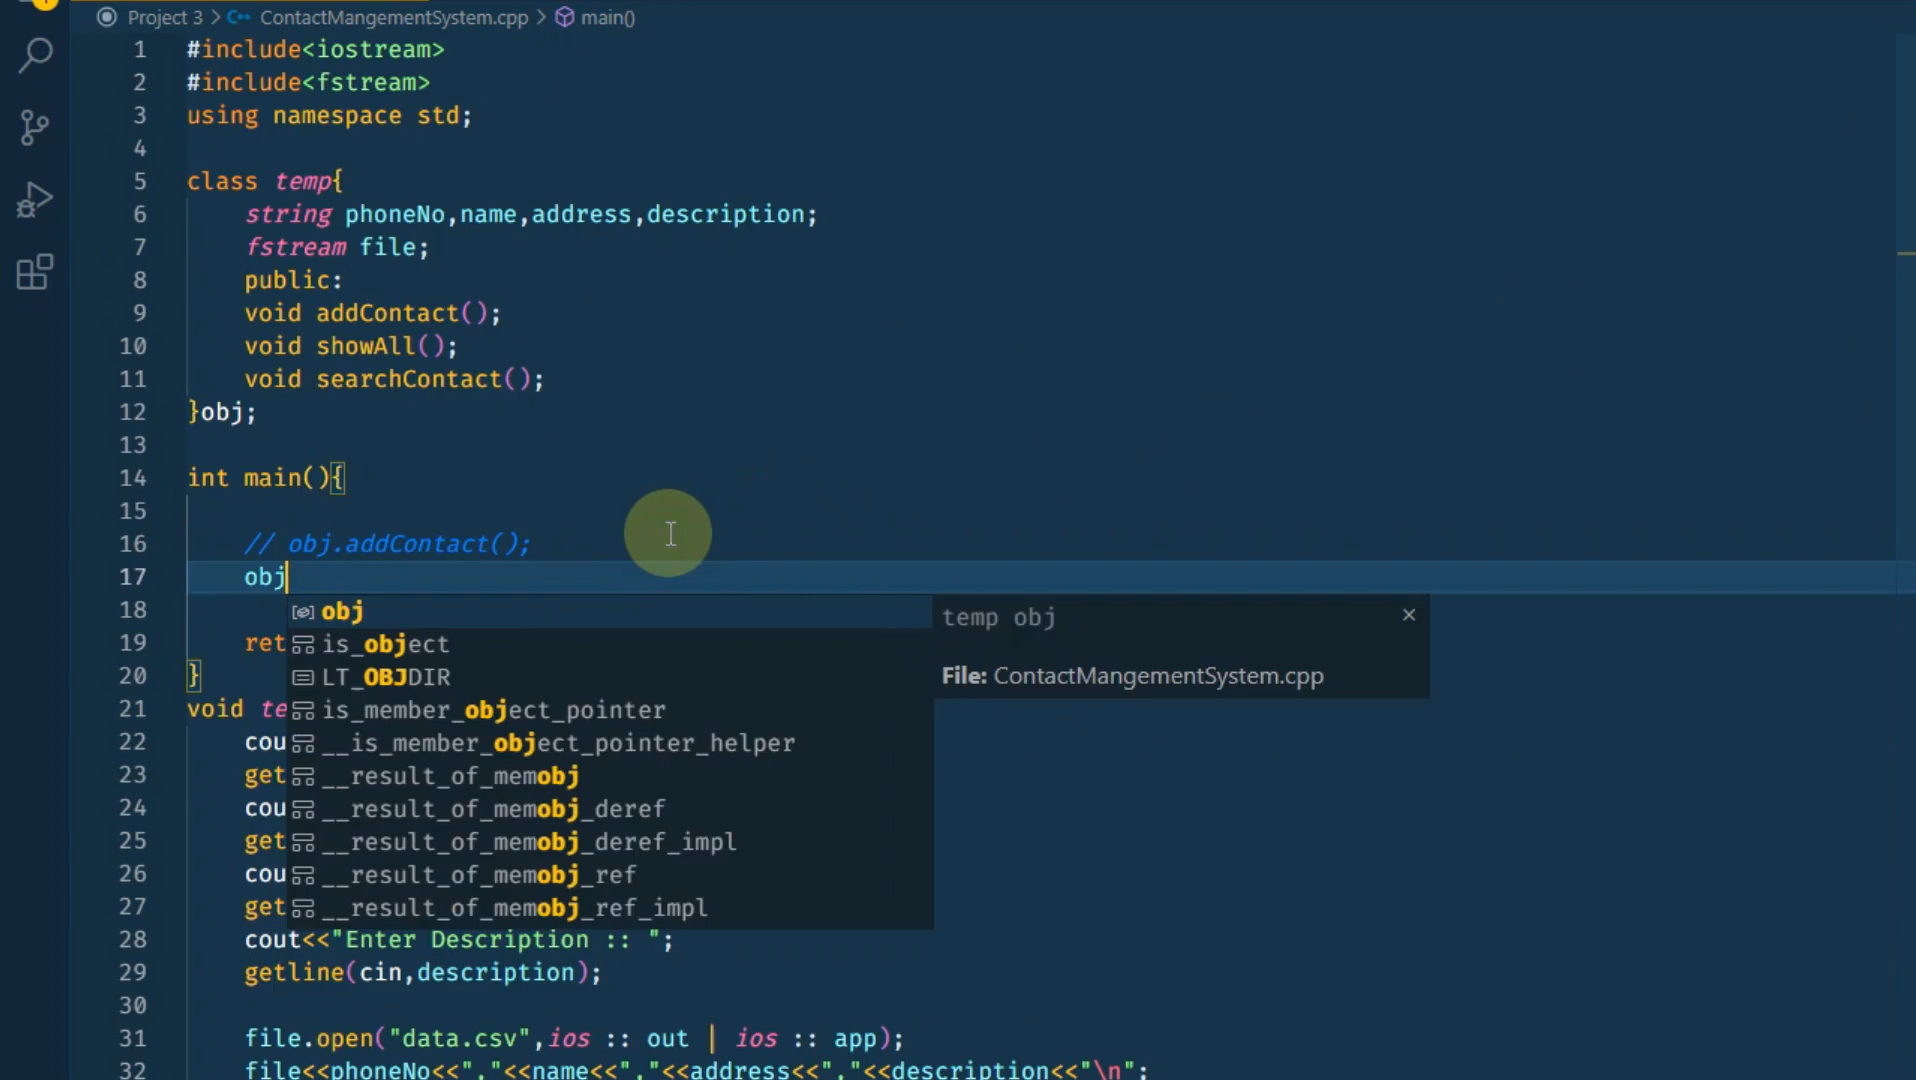 Project 3 > C++ ContactMangementSystem.cpp > main()
1 #include<iostream>
2 #include<fstream>
3 using namespace std;
4
5 class temp{
6 string phoneNo,name,address,description;
7 fstream file;
8 public:
9 void addContact();
10 void showAll();
11 void searchContact();
12 }obj;
13
14 int main(){
15
16 // obj.addContact();
17 obj
18 obj
temp obj
19 ret is_object
File: ContactMangementSystem.cpp
20 } LT_OBJDIR
21 void te is_member_object_pointer
22 cou __is_member_object_pointer_helper
23 get __result_of_memobj
24 cou __result_of_memobj_deref
25 get __result_of_memobj_deref_impl
26 cou __result_of_memobj_ref
27 get __result_of_memobj_ref_impl
28 cout<<"Enter Description :: ";
29 getline(cin,description);
30
31 file.open("data.csv",ios :: out | ios :: app);
32 file<<phoneNo<<","<<name<<","<<address<<","<<description<<"\n";